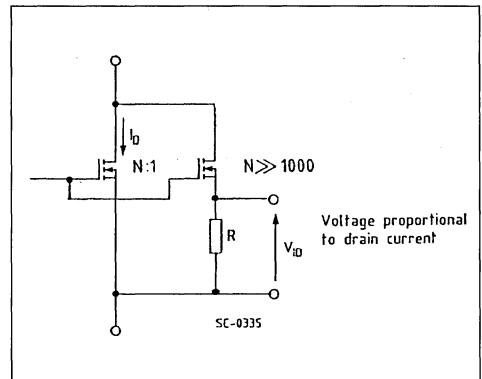 I_D
N:1
N≫1000
R
V_iD
Voltage proportional
to drain current
SC-0335